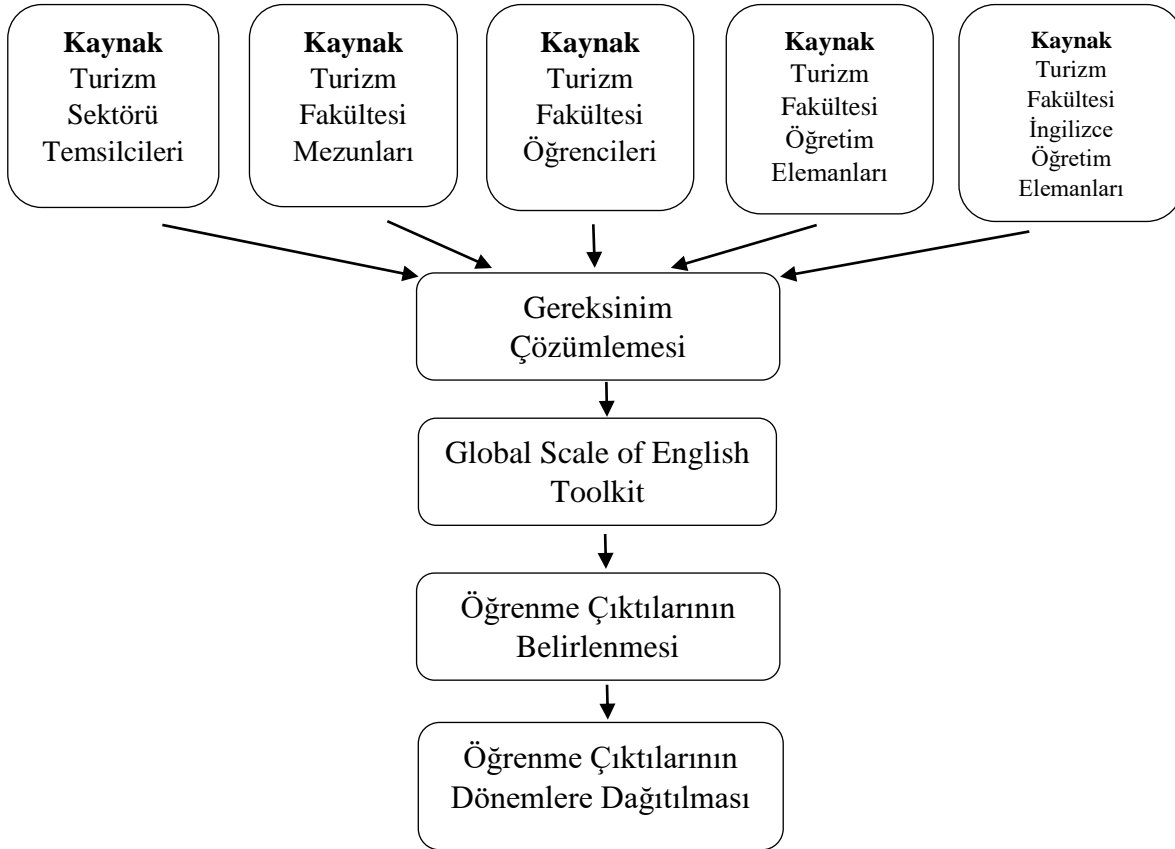 Kaynak
Turizm
Sektörü
Temsilcileri
Kaynak
Turizm
Fakültesi
Mezunları
Kaynak
Turizm
Fakültesi
Öğrencileri
Kaynak
Turizm
Fakültesi
Öğretim
Elemanları
Kaynak
Turizm
Fakültesi
İngilizce
Öğretim
Elemanları
Gereksinim
Çözümlemesi
Global Scale of English
Toolkit
Öğrenme Çıktılarının
Belirlenmesi
Öğrenme Çıktılarının
Dönemlere Dağıtılması